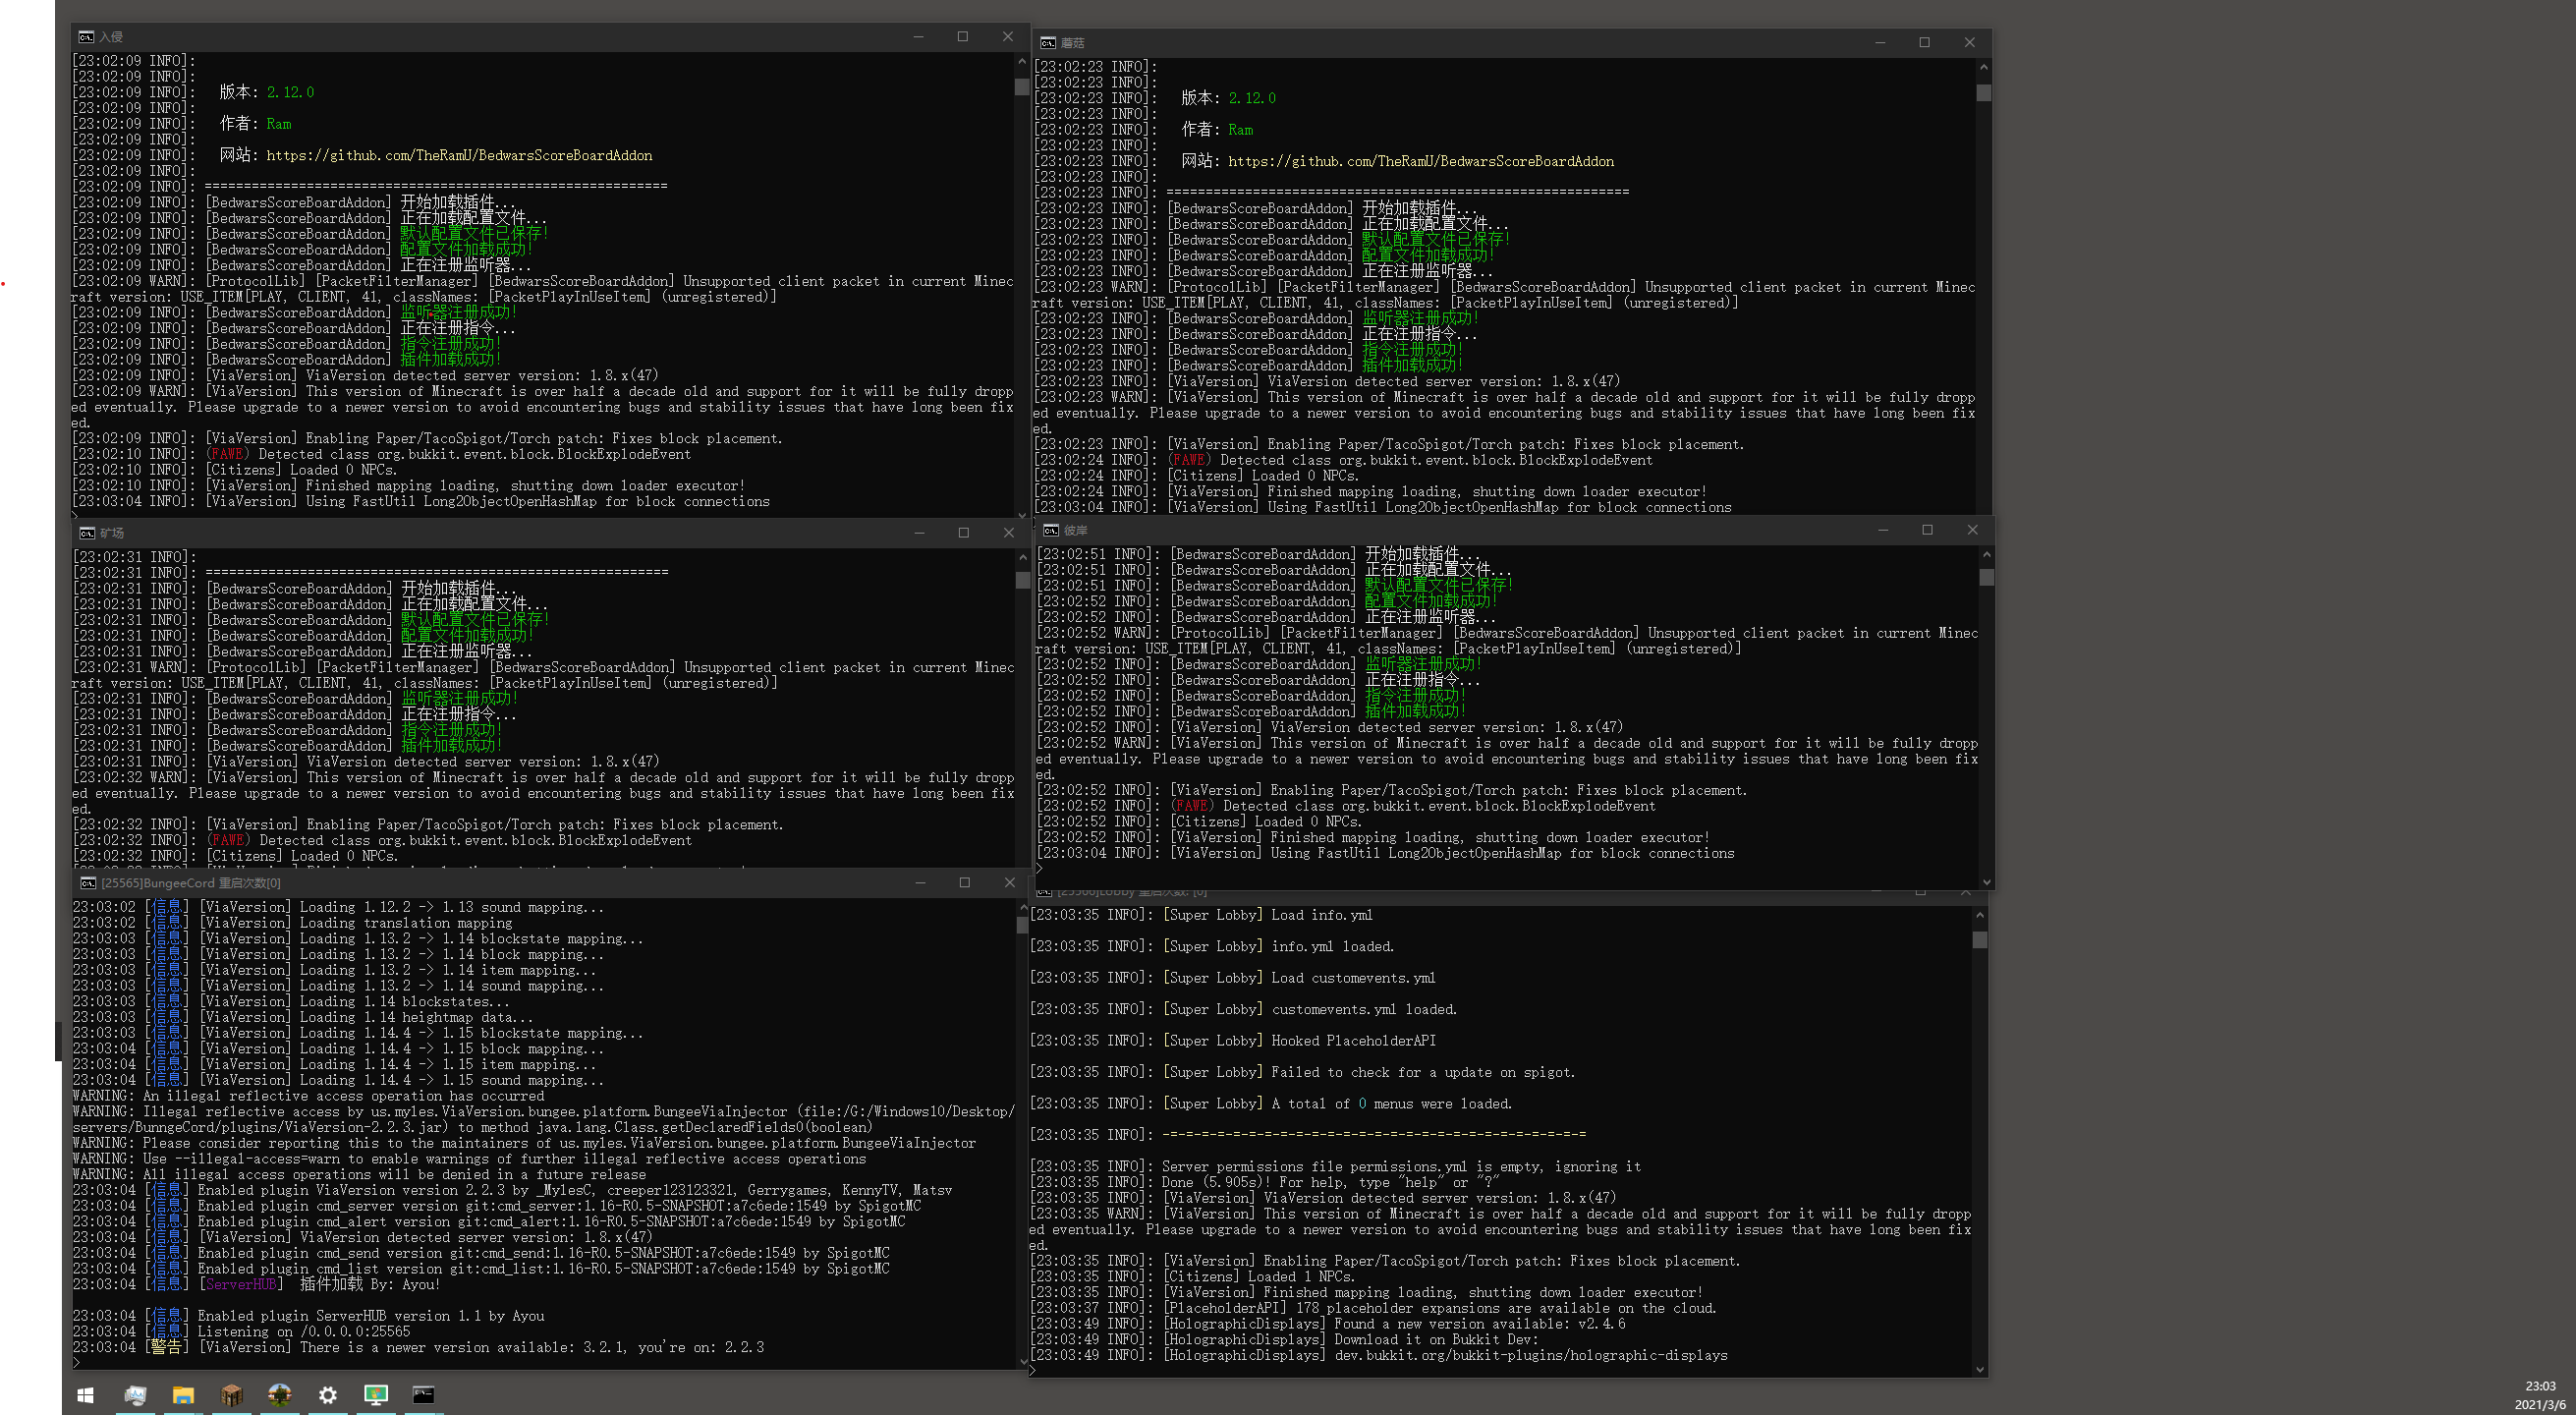 入侵
[23:02:09 INFO]:
[23:02:09 INFO]:
[23:02:09 INFO]:   版本: 2.12.0
[23:02:09 INFO]:
[23:02:09 INFO]:   作者: Ram
[23:02:09 INFO]:
[23:02:09 INFO]:   网站: https://github.com/TheRamU/BedwarsScoreBoardAddon
[23:02:09 INFO]:
[23:02:09 INFO]: ===========================================================
[23:02:09 INFO]: [BedwarsScoreBoardAddon] 开始加载插件...
[23:02:09 INFO]: [BedwarsScoreBoardAddon] 正在加载配置文件...
[23:02:09 INFO]: [BedwarsScoreBoardAddon] 默认配置文件已保存!
[23:02:09 INFO]: [BedwarsScoreBoardAddon] 配置文件加载成功!
[23:02:09 INFO]: [BedwarsScoreBoardAddon] 正在注册监听器...
[23:02:09 WARN]: [ProtocolLib] [PacketFilterManager] [BedwarsScoreBoardAddon] Unsupported client packet in current Minec
raft version: USE_ITEM[PLAY, CLIENT, 41, classNames: [PacketPlayInUseItem] (unregistered)]
[23:02:09 INFO]: [BedwarsScoreBoardAddon] 监听器注册成功!
[23:02:09 INFO]: [BedwarsScoreBoardAddon] 正在注册指令...
[23:02:09 INFO]: [BedwarsScoreBoardAddon] 指令注册成功!
[23:02:09 INFO]: [BedwarsScoreBoardAddon] 插件加载成功!
[23:02:09 INFO]: [ViaVersion] ViaVersion detected server version: 1.8.x(47)
[23:02:09 WARN]: [ViaVersion] This version of Minecraft is over half a decade old and support for it will be fully dropp
ed eventually. Please upgrade to a newer version to avoid encountering bugs and stability issues that have long been fix
ed.
[23:02:09 INFO]: [ViaVersion] Enabling Paper/TacoSpigot/Torch patch: Fixes block placement.
[23:02:10 INFO]: (FAWE) Detected class org.bukkit.event.block.BlockExplodeEvent
[23:02:10 INFO]: [Citizens] Loaded 0 NPCs.
[23:02:10 INFO]: [ViaVersion] Finished mapping loading, shutting down loader executor!
[23:03:04 INFO]: [ViaVersion] Using FastUtil Long2ObjectOpenHashMap for block connections
>
蘑菇
[23:02:23 INFO]:
[23:02:23 INFO]:
[23:02:23 INFO]:   版本: 2.12.0
[23:02:23 INFO]:
[23:02:23 INFO]:   作者: Ram
[23:02:23 INFO]:
[23:02:23 INFO]:   网站: https://github.com/TheRamU/BedwarsScoreBoardAddon
[23:02:23 INFO]:
[23:02:23 INFO]: ===========================================================
[23:02:23 INFO]: [BedwarsScoreBoardAddon] 开始加载插件...
[23:02:23 INFO]: [BedwarsScoreBoardAddon] 正在加载配置文件...
[23:02:23 INFO]: [BedwarsScoreBoardAddon] 默认配置文件已保存!
[23:02:23 INFO]: [BedwarsScoreBoardAddon] 配置文件加载成功!
[23:02:23 INFO]: [BedwarsScoreBoardAddon] 正在注册监听器...
[23:02:23 WARN]: [ProtocolLib] [PacketFilterManager] [BedwarsScoreBoardAddon] Unsupported client packet in current Minec
raft version: USE_ITEM[PLAY, CLIENT, 41, classNames: [PacketPlayInUseItem] (unregistered)]
[23:02:23 INFO]: [BedwarsScoreBoardAddon] 监听器注册成功!
[23:02:23 INFO]: [BedwarsScoreBoardAddon] 正在注册指令...
[23:02:23 INFO]: [BedwarsScoreBoardAddon] 指令注册成功!
[23:02:23 INFO]: [BedwarsScoreBoardAddon] 插件加载成功!
[23:02:23 INFO]: [ViaVersion] ViaVersion detected server version: 1.8.x(47)
[23:02:23 WARN]: [ViaVersion] This version of Minecraft is over half a decade old and support for it will be fully dropp
ed eventually. Please upgrade to a newer version to avoid encountering bugs and stability issues that have long been fix
ed.
[23:02:23 INFO]: [ViaVersion] Enabling Paper/TacoSpigot/Torch patch: Fixes block placement.
[23:02:24 INFO]: (FAWE) Detected class org.bukkit.event.block.BlockExplodeEvent
[23:02:24 INFO]: [Citizens] Loaded 0 NPCs.
[23:02:24 INFO]: [ViaVersion] Finished mapping loading, shutting down loader executor!
[23:03:04 INFO]: [ViaVersion] Using FastUtil Long2ObjectOpenHashMap for block connections
矿场
[23:02:31 INFO]:
[23:02:31 INFO]: ===========================================================
[23:02:31 INFO]: [BedwarsScoreBoardAddon] 开始加载插件...
[23:02:31 INFO]: [BedwarsScoreBoardAddon] 正在加载配置文件...
[23:02:31 INFO]: [BedwarsScoreBoardAddon] 默认配置文件已保存!
[23:02:31 INFO]: [BedwarsScoreBoardAddon] 配置文件加载成功!
[23:02:31 INFO]: [BedwarsScoreBoardAddon] 正在注册监听器...
[23:02:31 WARN]: [ProtocolLib] [PacketFilterManager] [BedwarsScoreBoardAddon] Unsupported client packet in current Minec
raft version: USE_ITEM[PLAY, CLIENT, 41, classNames: [PacketPlayInUseItem] (unregistered)]
[23:02:31 INFO]: [BedwarsScoreBoardAddon] 监听器注册成功!
[23:02:31 INFO]: [BedwarsScoreBoardAddon] 正在注册指令...
[23:02:31 INFO]: [BedwarsScoreBoardAddon] 指令注册成功!
[23:02:31 INFO]: [BedwarsScoreBoardAddon] 插件加载成功!
[23:02:31 INFO]: [ViaVersion] ViaVersion detected server version: 1.8.x(47)
[23:02:32 WARN]: [ViaVersion] This version of Minecraft is over half a decade old and support for it will be fully dropp
ed eventually. Please upgrade to a newer version to avoid encountering bugs and stability issues that have long been fix
ed.
[23:02:32 INFO]: [ViaVersion] Enabling Paper/TacoSpigot/Torch patch: Fixes block placement.
[23:02:32 INFO]: (FAWE) Detected class org.bukkit.event.block.BlockExplodeEvent
[23:02:32 INFO]: [Citizens] Loaded 0 NPCs.
彼岸
[23:02:51 INFO]: [BedwarsScoreBoardAddon] 开始加载插件...
[23:02:51 INFO]: [BedwarsScoreBoardAddon] 正在加载配置文件...
[23:02:51 INFO]: [BedwarsScoreBoardAddon] 默认配置文件已保存!
[23:02:52 INFO]: [BedwarsScoreBoardAddon] 配置文件加载成功!
[23:02:52 INFO]: [BedwarsScoreBoardAddon] 正在注册监听器...
[23:02:52 WARN]: [ProtocolLib] [PacketFilterManager] [BedwarsScoreBoardAddon] Unsupported client packet in current Minec
raft version: USE_ITEM[PLAY, CLIENT, 41, classNames: [PacketPlayInUseItem] (unregistered)]
[23:02:52 INFO]: [BedwarsScoreBoardAddon] 监听器注册成功!
[23:02:52 INFO]: [BedwarsScoreBoardAddon] 正在注册指令...
[23:02:52 INFO]: [BedwarsScoreBoardAddon] 指令注册成功!
[23:02:52 INFO]: [BedwarsScoreBoardAddon] 插件加载成功!
[23:02:52 INFO]: [ViaVersion] ViaVersion detected server version: 1.8.x(47)
[23:02:52 WARN]: [ViaVersion] This version of Minecraft is over half a decade old and support for it will be fully dropp
ed eventually. Please upgrade to a newer version to avoid encountering bugs and stability issues that have long been fix
ed.
[23:02:52 INFO]: [ViaVersion] Enabling Paper/TacoSpigot/Torch patch: Fixes block placement.
[23:02:52 INFO]: (FAWE) Detected class org.bukkit.event.block.BlockExplodeEvent
[23:02:52 INFO]: [Citizens] Loaded 0 NPCs.
[23:02:52 INFO]: [ViaVersion] Finished mapping loading, shutting down loader executor!
[23:03:04 INFO]: [ViaVersion] Using FastUtil Long2ObjectOpenHashMap for block connections
>
[25565]BungeeCord 重启次数[0]
23:03:02 [信息] [ViaVersion] Loading 1.12.2 -> 1.13 sound mapping...
23:03:02 [信息] [ViaVersion] Loading translation mapping
23:03:03 [信息] [ViaVersion] Loading 1.13.2 -> 1.14 blockstate mapping...
23:03:03 [信息] [ViaVersion] Loading 1.13.2 -> 1.14 block mapping...
23:03:03 [信息] [ViaVersion] Loading 1.13.2 -> 1.14 item mapping...
23:03:03 [信息] [ViaVersion] Loading 1.13.2 -> 1.14 sound mapping...
23:03:03 [信息] [ViaVersion] Loading 1.14 blockstates...
23:03:03 [信息] [ViaVersion] Loading 1.14 heightmap data...
23:03:03 [信息] [ViaVersion] Loading 1.14.4 -> 1.15 blockstate mapping...
23:03:04 [信息] [ViaVersion] Loading 1.14.4 -> 1.15 block mapping...
23:03:04 [信息] [ViaVersion] Loading 1.14.4 -> 1.15 item mapping...
23:03:04 [信息] [ViaVersion] Loading 1.14.4 -> 1.15 sound mapping...
WARNING: An illegal reflective access operation has occurred
WARNING: Illegal reflective access by us.myles.ViaVersion.bungee.platform.BungeeViaInjector (file:/G:/Windows10/Desktop/
servers/BunngeCord/plugins/ViaVersion-2.2.3.jar) to method java.lang.Class.getDeclaredFields0(boolean)
WARNING: Please consider reporting this to the maintainers of us.myles.ViaVersion.bungee.platform.BungeeViaInjector
WARNING: Use --illegal-access=warn to enable warnings of further illegal reflective access operations
WARNING: All illegal access operations will be denied in a future release
23:03:04 [信息] Enabled plugin ViaVersion version 2.2.3 by _MylesC, creeper123123321, Gerrygames, KennyTV, Matsv
23:03:04 [信息] Enabled plugin cmd_server version git:cmd_server:1.16-R0.5-SNAPSHOT:a7c6ede:1549 by SpigotMC
23:03:04 [信息] Enabled plugin cmd_alert version git:cmd_alert:1.16-R0.5-SNAPSHOT:a7c6ede:1549 by SpigotMC
23:03:04 [信息] [ViaVersion] ViaVersion detected server version: 1.8.x(47)
23:03:04 [信息] Enabled plugin cmd_send version git:cmd_send:1.16-R0.5-SNAPSHOT:a7c6ede:1549 by SpigotMC
23:03:04 [信息] Enabled plugin cmd_list version git:cmd_list:1.16-R0.5-SNAPSHOT:a7c6ede:1549 by SpigotMC
23:03:04 [信息] [ServerHUB]  插件加载 By: Ayou!
23:03:04 [信息] Enabled plugin ServerHUB version 1.1 by Ayou
23:03:04 [信息] Listening on /0.0.0.0:25565
23:03:04 [警告] [ViaVersion] There is a newer version available: 3.2.1, you're on: 2.2.3
>
[25566]Lobby 重启次数: [0]
[23:03:35 INFO]: [Super Lobby] Load info.yml
[23:03:35 INFO]: [Super Lobby] info.yml loaded.
[23:03:35 INFO]: [Super Lobby] Load customevents.yml
[23:03:35 INFO]: [Super Lobby] customevents.yml loaded.
[23:03:35 INFO]: [Super Lobby] Hooked PlaceholderAPI
[23:03:35 INFO]: [Super Lobby] Failed to check for a update on spigot.
[23:03:35 INFO]: [Super Lobby] A total of 0 menus were loaded.
[23:03:35 INFO]: -=-=-=-=-=-=-=-=-=-=-=-=-=-=-=-=-=-=-=-=-=-=-=-=-=-=-=
[23:03:35 INFO]: Server permissions file permissions.yml is empty, ignoring it
[23:03:35 INFO]: Done (5.905s)! For help, type "help" or "?"
[23:03:35 INFO]: [ViaVersion] ViaVersion detected server version: 1.8.x(47)
[23:03:35 WARN]: [ViaVersion] This version of Minecraft is over half a decade old and support for it will be fully dropp
ed eventually. Please upgrade to a newer version to avoid encountering bugs and stability issues that have long been fix
ed.
[23:03:35 INFO]: [ViaVersion] Enabling Paper/TacoSpigot/Torch patch: Fixes block placement.
[23:03:35 INFO]: [Citizens] Loaded 1 NPCs.
[23:03:35 INFO]: [ViaVersion] Finished mapping loading, shutting down loader executor!
[23:03:37 INFO]: [PlaceholderAPI] 178 placeholder expansions are available on the cloud.
[23:03:49 INFO]: [HolographicDisplays] Found a new version available: v2.4.6
[23:03:49 INFO]: [HolographicDisplays] Download it on Bukkit Dev:
[23:03:49 INFO]: [HolographicDisplays] dev.bukkit.org/bukkit-plugins/holographic-displays
>
23:03
2021/3/6